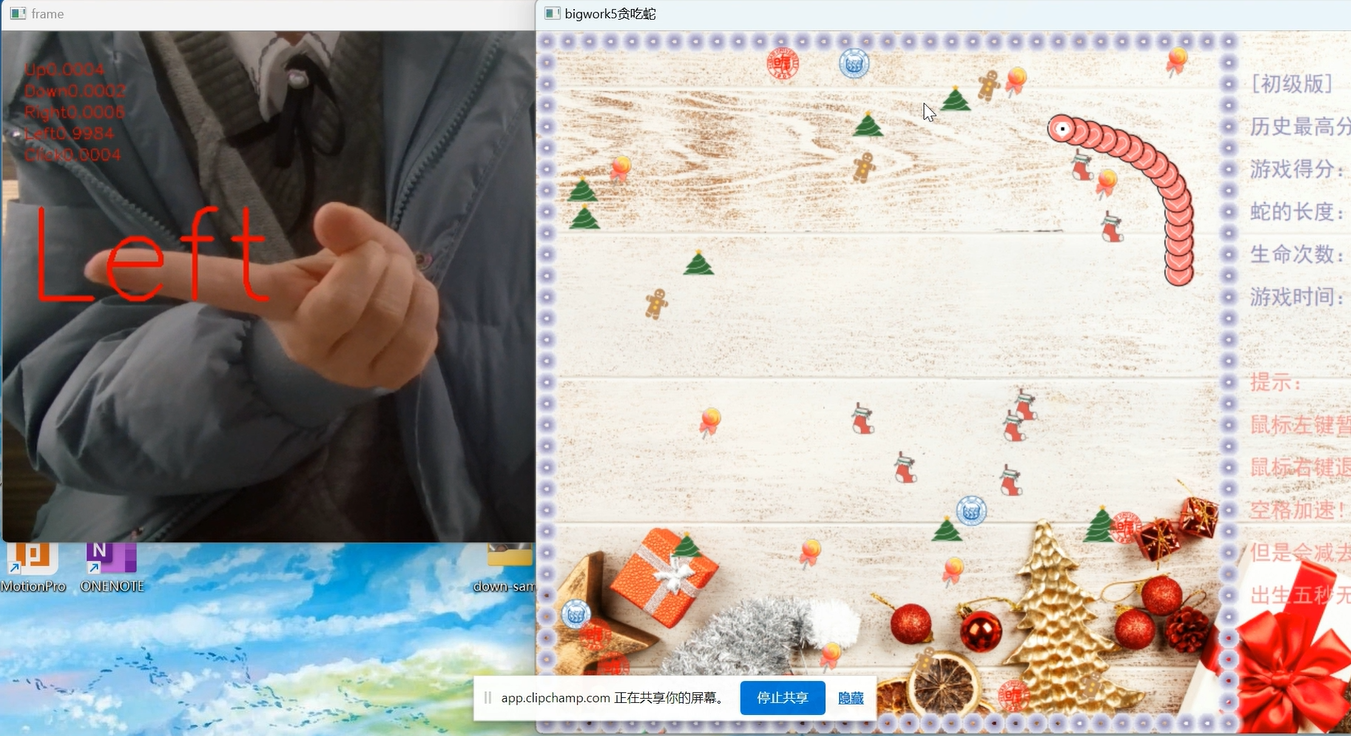 frame
Up0.0004
Down0.0002
Right0.0005
Left0.9984
Click0.0004
Left
MotionPro
ONENOTE
down-sam
bigwork5贪吃蛇
[初级版]
历史最高分
游戏得分:
蛇的长度:
生命次数:
游戏时间:
提示:
鼠标左键暂
鼠标右键退
空格加速!
但是会减去
出生五秒无
app.clipchamp.com 正在共享你的屏幕。
停止共享
隐藏